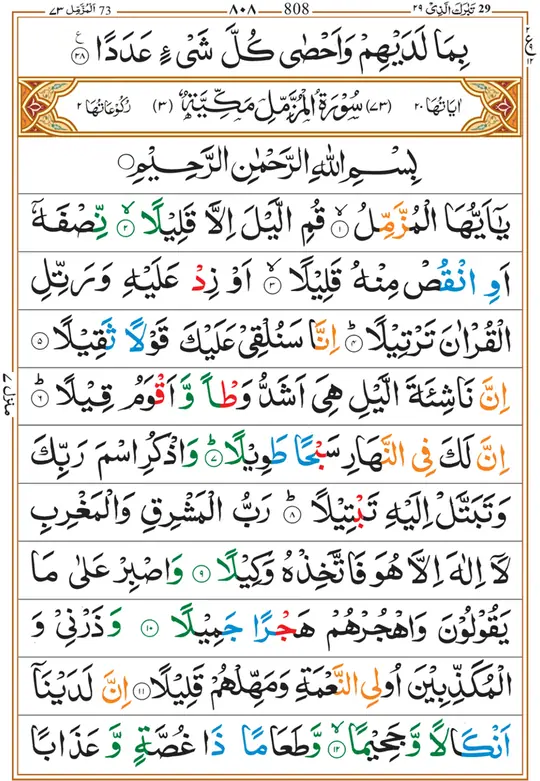 29 تَبٰرَكَ الَّذِیْ ٢٩ 808 ٨٠٨ 73 اَلْمُزَّمِّل ٧٣
بِمَا لَدَیْهِمْ وَاَحْصٰی كُلَّ شَیْءٍ عَدَدًا ﴿٢٨﴾ ع
اٰیَاتُهَا ٢٠ (٧٣) سُوْرَةُ الْمُزَّمِّلِ مَكِّیَّةٌ (٣) رُكُوْعَاتُهَا ٢
بِسْمِ اللّٰهِ الرَّحْمٰنِ الرَّحِیْمِ
یٰۤاَیُّهَا الْمُزَّمِّلُ ﴿١﴾ۙ قُمِ الَّیْلَ اِلَّا قَلِیْلًا ﴿٢﴾ۙ نِّصْفَهٗۤ
اَوِ انْقُصْ مِنْهُ قَلِیْلًا ﴿٣﴾ۙ اَوْ زِدْ عَلَیْهِ وَرَتِّلِ
الْقُرْاٰنَ تَرْتِیْلًا ﴿٤﴾ؕ اِنَّا سَنُلْقِیْ عَلَیْكَ قَوْلًا ثَقِیْلًا ﴿٥﴾
اِنَّ نَاشِئَةَ الَّیْلِ هِیَ اَشَدُّ وَطْاً وَّاَقْوَمُ قِیْلًا ﴿٦﴾ؕ
اِنَّ لَكَ فِی النَّهَارِ سَبْحًا طَوِیْلًا ﴿٧﴾ؕ وَاذْكُرِ اسْمَ رَبِّكَ
وَتَبَتَّلْ اِلَیْهِ تَبْتِیْلًا ﴿٨﴾ؕ رَبُّ الْمَشْرِقِ وَالْمَغْرِبِ
لَاۤ اِلٰهَ اِلَّا هُوَ فَاتَّخِذْهُ وَكِیْلًا ﴿٩﴾ وَاصْبِرْ عَلٰی مَا
یَقُوْلُوْنَ وَاهْجُرْهُمْ هَجْرًا جَمِیْلًا ﴿١٠﴾ وَذَرْنِیْ وَ
الْمُكَذِّبِیْنَ اُولِی النَّعْمَةِ وَمَهِّلْهُمْ قَلِیْلًا ﴿١١﴾ اِنَّ لَدَیْنَاۤ
اَنْكَالًا وَّجَحِیْمًا ﴿١٢﴾ۙ وَّطَعَامًا ذَا غُصَّةٍ وَّعَذَابًا
منزل ٧